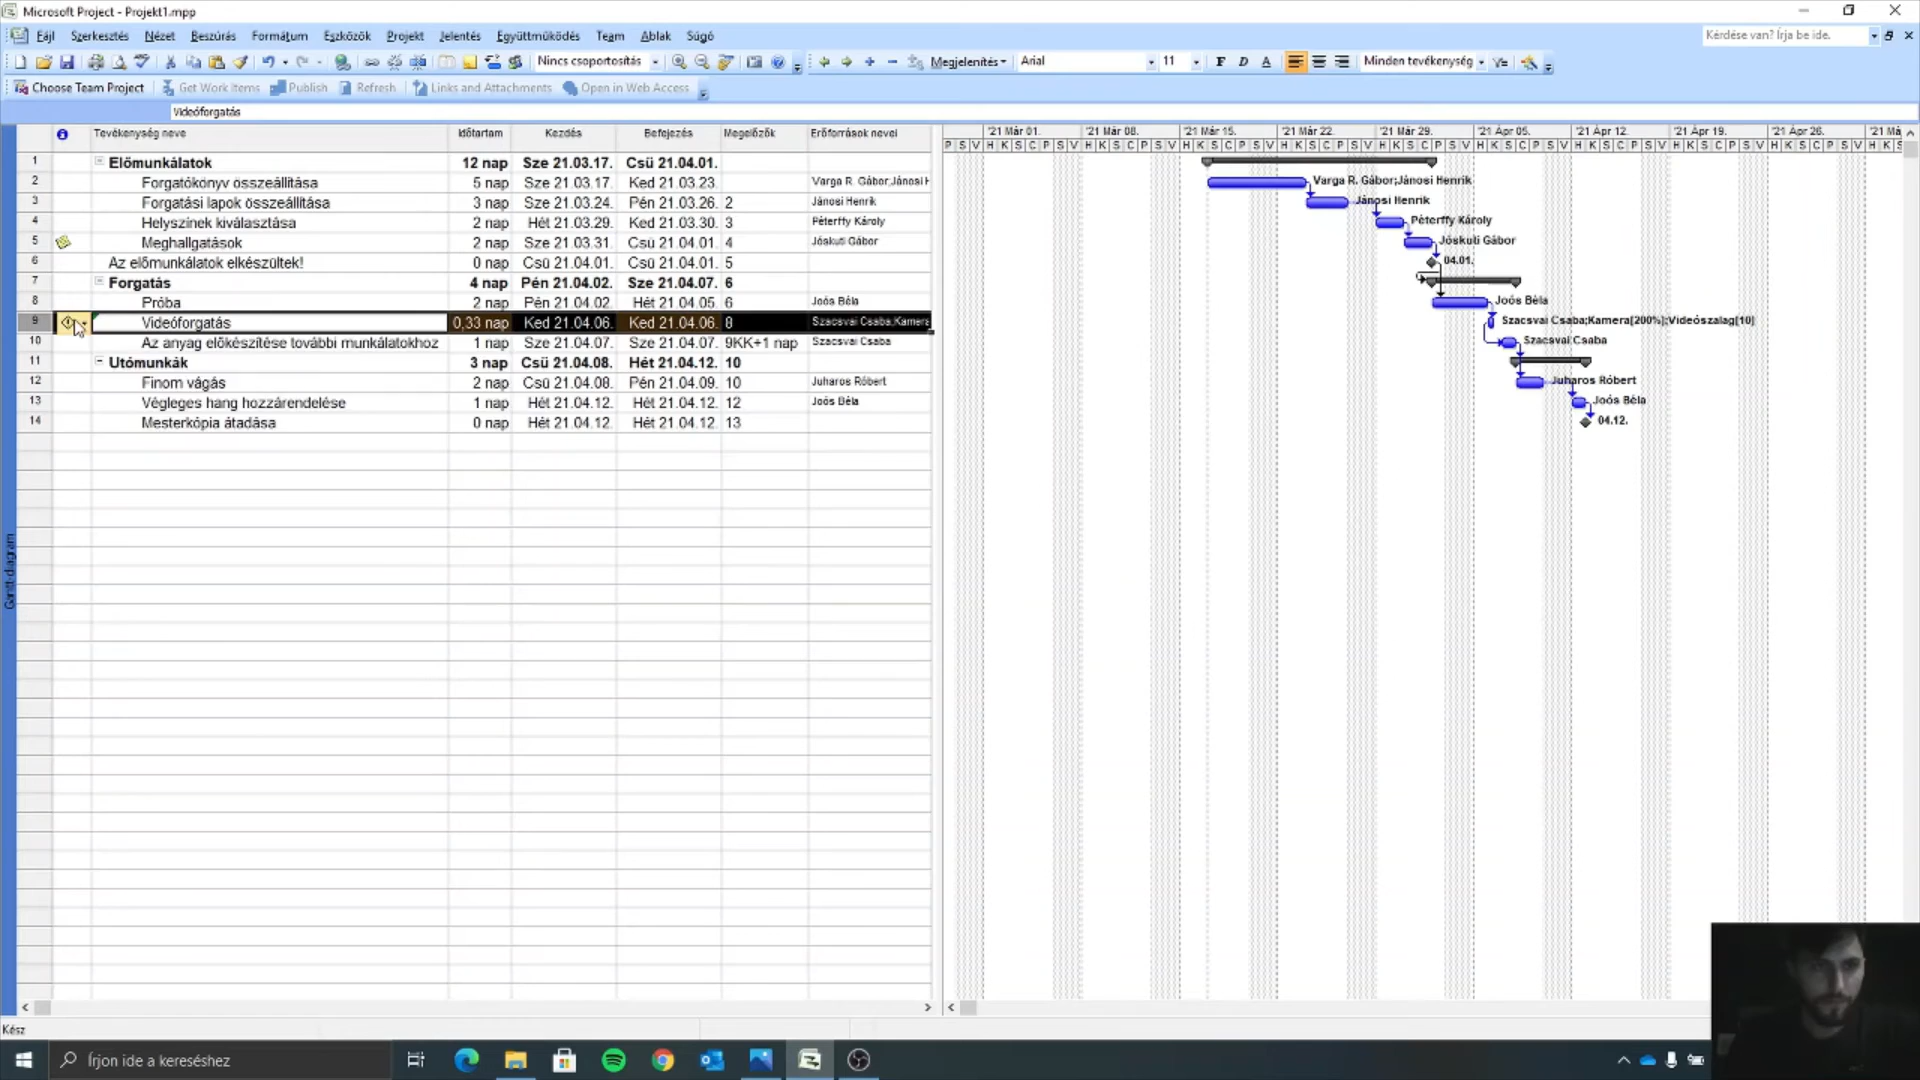 Microsoft Project - Projekt1.mpp
Fájl Szerkesztés Nézet Beszúrás Formátum Eszközök Projekt Jelentés Együttműködés Team Ablak Súgó
Kérdése van? Írja be ide.
Nincs csoportosítás
Megjelenítés
Arial
11
F D A
Minden tevékenység
Choose Team Project Get Work Items Publish Refresh Links and Attachments Open in Web Access
Videóforgatás
Tevékenység neve Időtartam Kezdés Befejezés Megelőzők Erőforrások nevei
'21 Már 01. '21 Már 08. '21 Már 15. '21 Már 22. '21 Már 29. '21 Ápr 05. '21 Ápr 12. '21 Ápr 19. '21 Ápr 26. '21 Má
P S V H K S C P S V H K S C P S V H K S C P S V H K S C P S V H K S C P S V H K S C P S V H K S C P S V H K S C P S V H K S C P S V H K S
1 Előmunkálatok 12 nap Sze 21.03.17. Csü 21.04.01.
2 Forgatókönyv összeállítása 5 nap Sze 21.03.17. Ked 21.03.23. Varga R. Gábor;Jánosi H
Varga R. Gábor;Jánosi Henrik
3 Forgatási lapok összeállítása 3 nap Sze 21.03.24. Pén 21.03.26. 2 Jánosi Henrik
Jánosi Henrik
4 Helyszínek kiválasztása 2 nap Hét 21.03.29. Ked 21.03.30. 3 Péterffy Károly
Péterffy Károly
5 Meghallgatások 2 nap Sze 21.03.31. Csü 21.04.01. 4 Jóskuti Gábor
Jóskuti Gábor
6 Az előmunkálatok elkészültek! 0 nap Csü 21.04.01. Csü 21.04.01. 5
04.01.
7 Forgatás 4 nap Pén 21.04.02. Sze 21.04.07. 6
8 Próba 2 nap Pén 21.04.02. Hét 21.04.05. 6 Joós Béla
Joós Béla
9 Videóforgatás 0,33 nap Ked 21.04.06. Ked 21.04.06. 8 Szacsvai Csaba;Kamera
Szacsvai Csaba;Kamera[200%];Videószalag[10]
10 Az anyag előkészítése további munkálatokhoz 1 nap Sze 21.04.07. Sze 21.04.07. 9KK+1 nap Szacsvai Csaba
Szacsvai Csaba
11 Utómunkák 3 nap Csü 21.04.08. Hét 21.04.12. 10
12 Finom vágás 2 nap Csü 21.04.08. Pén 21.04.09. 10 Juharos Róbert
Juharos Róbert
13 Végleges hang hozzárendelése 1 nap Hét 21.04.12. Hét 21.04.12. 12 Joós Béla
Joós Béla
14 Mesterkópia átadása 0 nap Hét 21.04.12. Hét 21.04.12. 13
04.12.
Gantt-diagram
Kész
Írjon ide a kereséshez